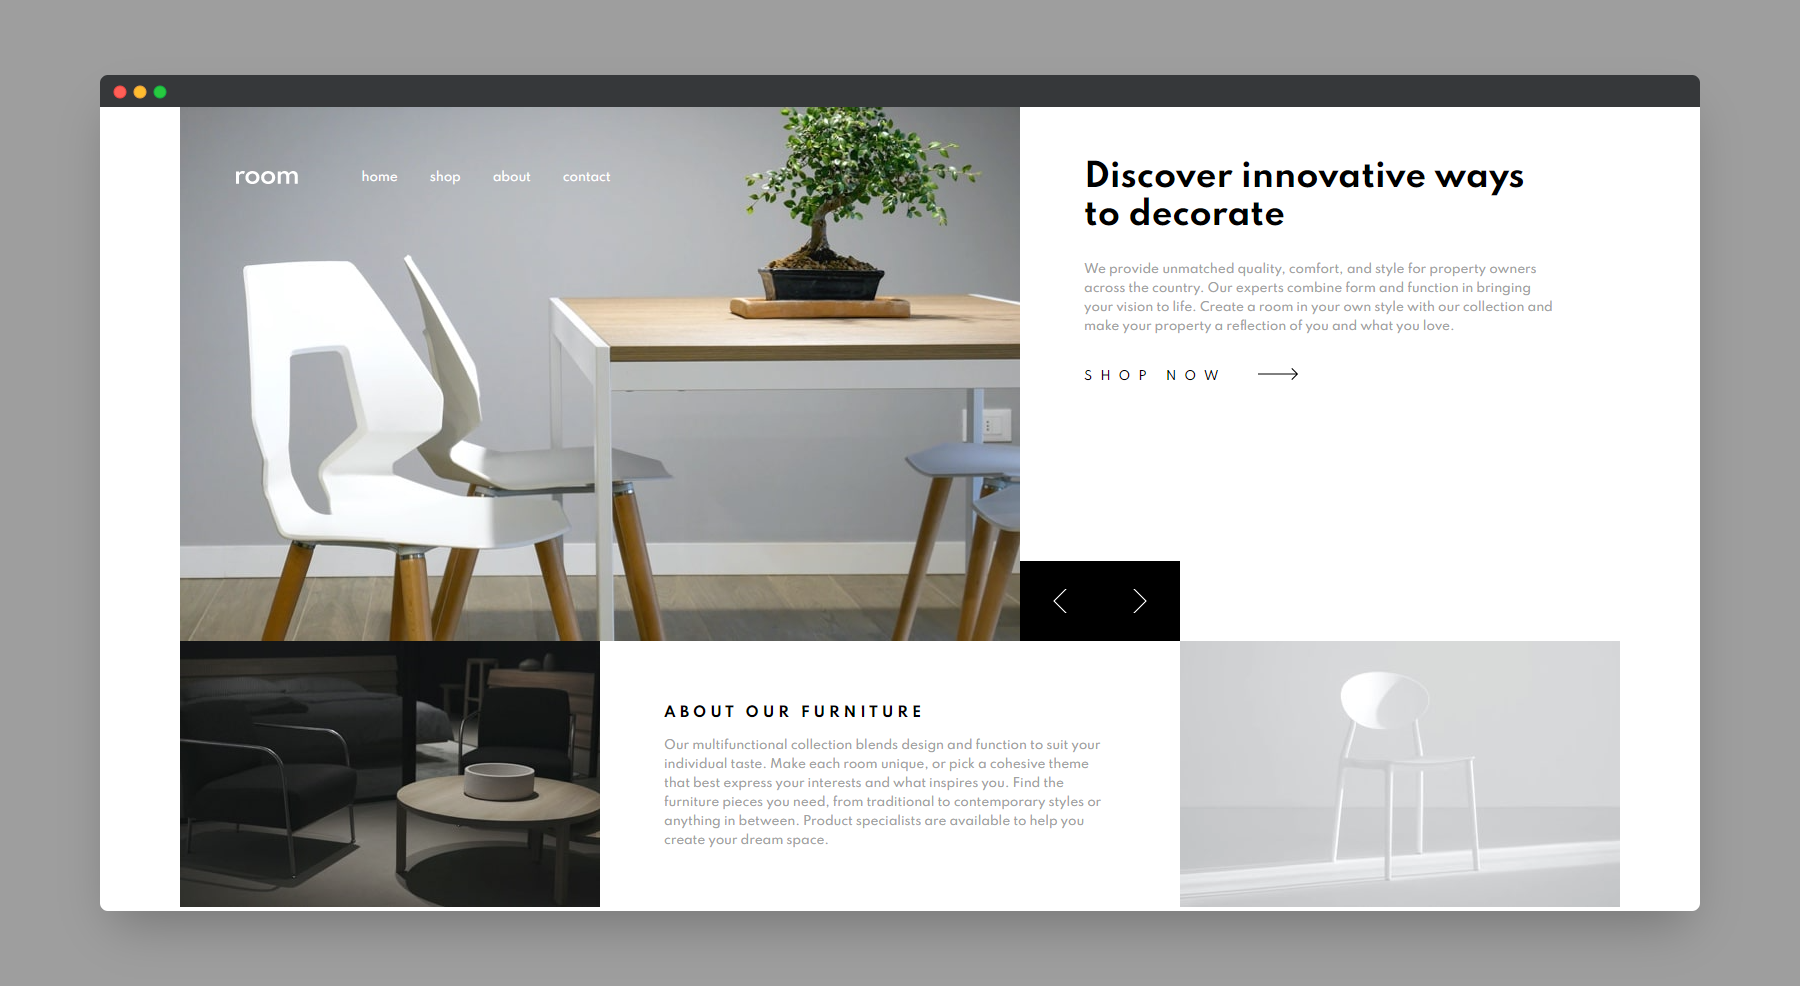 room
home shop about contact
Discover innovative ways
to decorate
We provide unmatched quality, comfort, and style for property owners
across the country. Our experts combine form and function in bringing
your vision to life. Create a room in your own style with our collection and
make your property a reflection of you and what you love.
SHOP NOW
ABOUT OUR FURNITURE
Our multifunctional collection blends design and function to suit your
individual taste. Make each room unique, or pick a cohesive theme
that best express your interests and what inspires you. Find the
furniture pieces you need, from traditional to contemporary styles or
anything in between. Product specialists are available to help you
create your dream space.